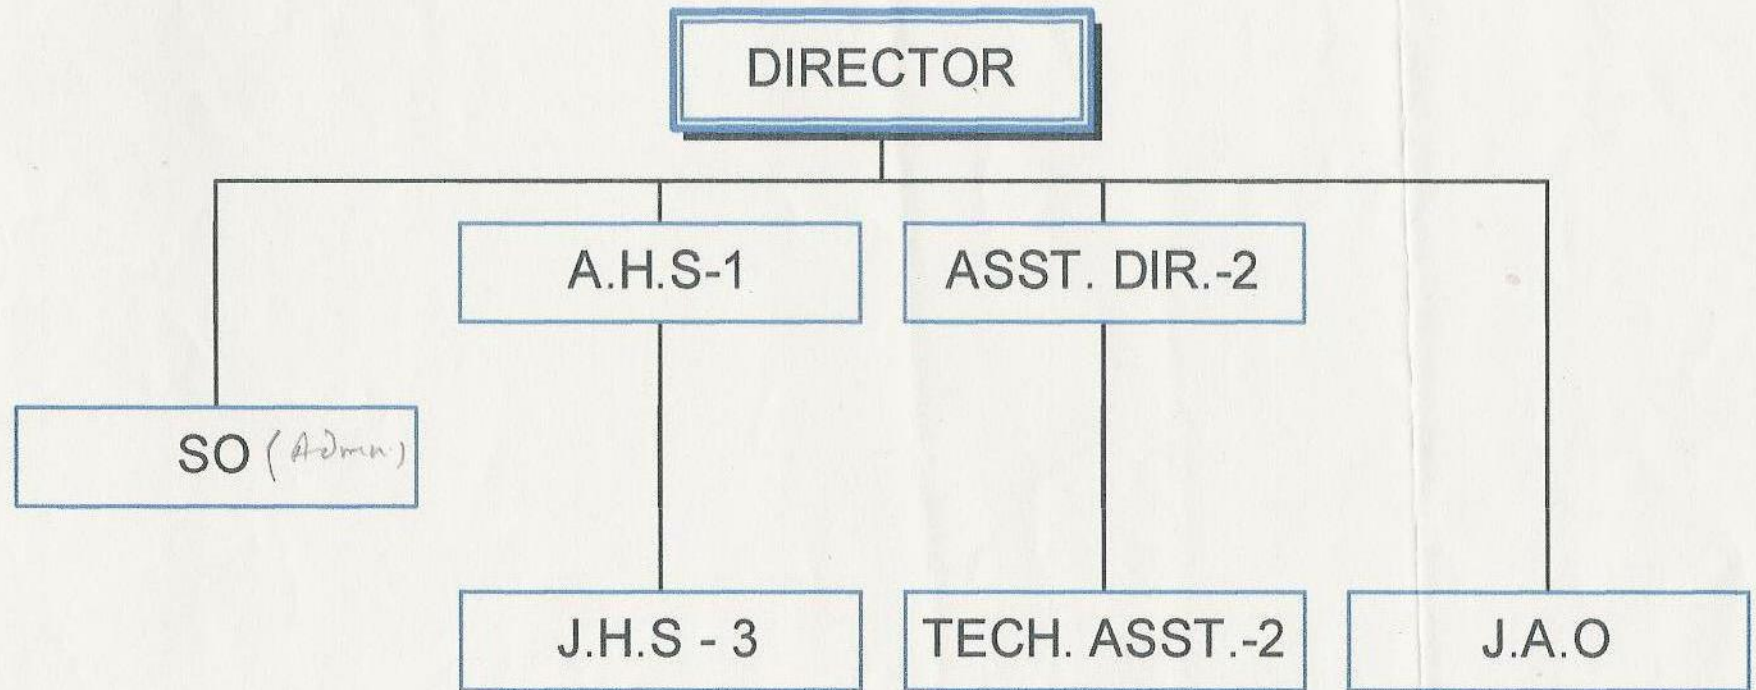 DIRECTOR
A.H.S-1
ASST. DIR.-2
SO (Admn.)
J.H.S - 3
TECH. ASST.-2
J.A.O